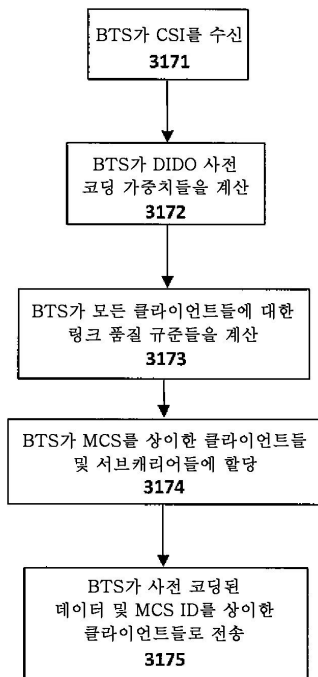 BTS가 CSI를 수신
3171
BTS가 DIDO 사전
코딩 가중치들을 계산
3172
BTS가 모든 클라이언트들에 대한
링크 품질 규준들을 계산
3173
BTS가 MCS를 상이한 클라이언트들
및 서브캐리어들에 할당
3174
BTS가 사전 코딩된
데이터 및 MCS ID를 상이한
클라이언트들로 전송
3175